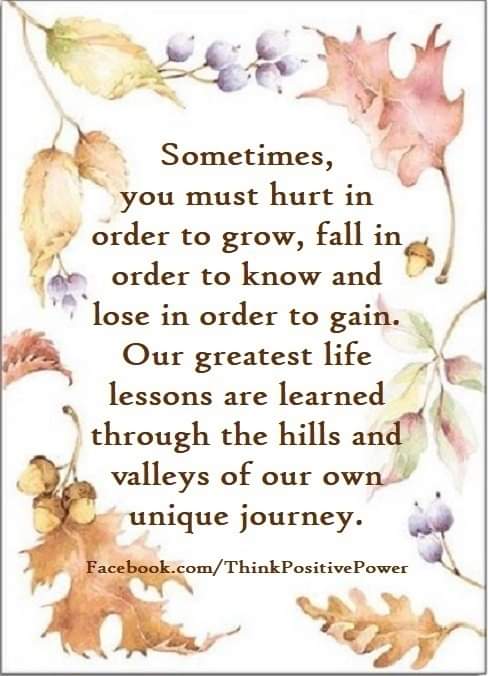 Sometimes,
you must hurt in
order to grow, fall in
order to know and
lose in order to gain.
Our greatest life
lessons are learned
through the hills and
valleys of our own
unique journey.
Facebook.com/ThinkPositivePower